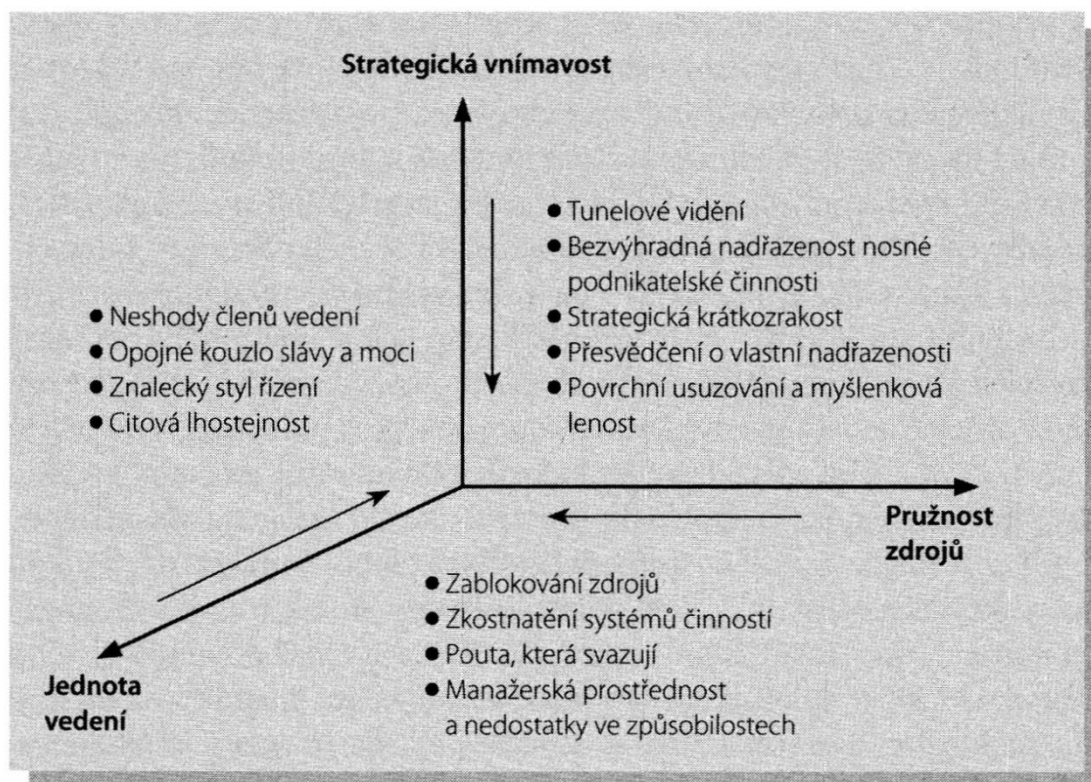 Strategická vnímavost
● Tunelové vidění
● Bezvýhradná nadřazenost nosné
podnikatelské činnosti
● Strategická krátkozrakost
● Přesvědčení o vlastní nadřazenosti
● Povrchní usuzování a myšlenková
lenost
● Neshody členů vedení
● Opojné kouzlo slávy a moci
● Znalecký styl řízení
● Citová lhostejnost
Pružnost
zdrojů
● Zablokování zdrojů
● Zkostnatění systémů činností
● Pouta, která svazují
● Manažerská prostřednost
a nedostatky ve způsobilostech
Jednota
vedení